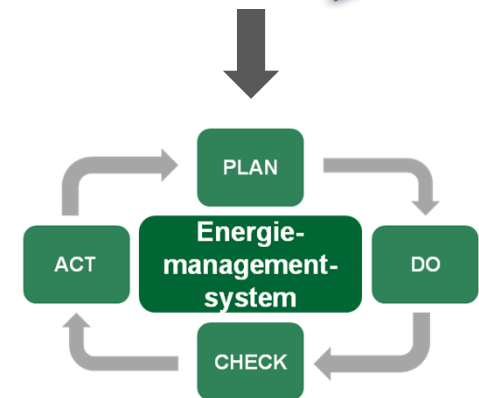 PLAN
Energie-
management-
system
ACT
DO
CHECK